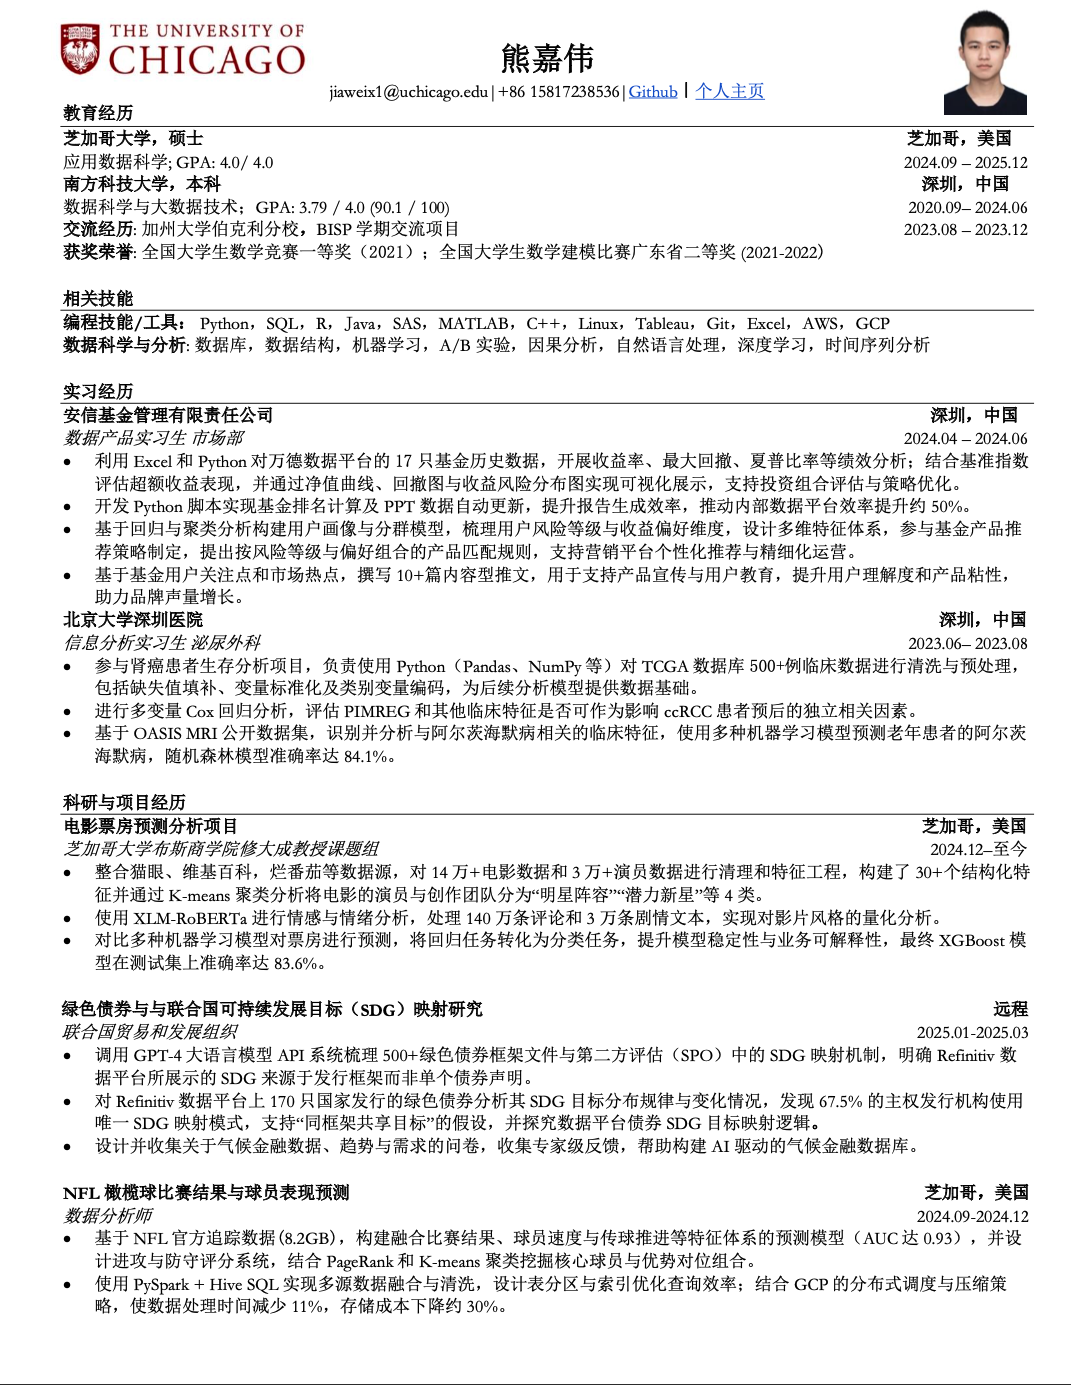 THE UNIVERSITY OF
CHICAGO
熊嘉伟
jiaweix1@uchicago.edu|+86 15817238536|Github | 个人主页
教育经历
芝加哥大学，硕士 芝加哥，美国
应用数据科学; GPA: 4.0/ 4.0 2024.09 – 2025.12
南方科技大学，本科 深圳，中国
数据科学与大数据技术；GPA: 3.79 / 4.0 (90.1 / 100) 2020.09– 2024.06
交流经历: 加州大学伯克利分校，BISP 学期交流项目 2023.08 – 2023.12
获奖荣誉: 全国大学生数学竞赛一等奖（2021）；全国大学生数学建模比赛广东省二等奖 (2021-2022)
相关技能
编程技能/工具： Python，SQL，R，Java，SAS，MATLAB，C++，Linux，Tableau，Git，Excel，AWS，GCP
数据科学与分析: 数据库，数据结构，机器学习，A/B 实验，因果分析，自然语言处理，深度学习，时间序列分析
实习经历
安信基金管理有限责任公司 深圳，中国
数据产品实习生 市场部 2024.04 – 2024.06
• 利用 Excel 和 Python 对万德数据平台的 17 只基金历史数据，开展收益率、最大回撤、夏普比率等绩效分析；结合基准指数
评估超额收益表现，并通过净值曲线、回撤图与收益风险分布图实现可视化展示，支持投资组合评估与策略优化。
• 开发 Python 脚本实现基金排名计算及 PPT 数据自动更新，提升报告生成效率，推动内部数据平台效率提升约 50%。
• 基于回归与聚类分析构建用户画像与分群模型，梳理用户风险等级与收益偏好维度，设计多维特征体系，参与基金产品推
荐策略制定，提出按风险等级与偏好组合的产品匹配规则，支持营销平台个性化推荐与精细化运营。
• 基于基金用户关注点和市场热点，撰写 10+篇内容型推文，用于支持产品宣传与用户教育，提升用户理解度和产品粘性，
助力品牌声量增长。
北京大学深圳医院 深圳，中国
信息分析实习生 泌尿外科 2023.06– 2023.08
• 参与肾癌患者生存分析项目，负责使用 Python（Pandas、NumPy 等）对 TCGA 数据库 500+例临床数据进行清洗与预处理，
包括缺失值填补、变量标准化及类别变量编码，为后续分析模型提供数据基础。
• 进行多变量 Cox 回归分析，评估 PIMREG 和其他临床特征是否可作为影响 ccRCC 患者预后的独立相关因素。
• 基于 OASIS MRI 公开数据集，识别并分析与阿尔茨海默病相关的临床特征，使用多种机器学习模型预测老年患者的阿尔茨
海默病，随机森林模型准确率达 84.1%。
科研与项目经历
电影票房预测分析项目 芝加哥，美国
芝加哥大学布斯商学院修大成教授课题组 2024.12–至今
• 整合猫眼、维基百科，烂番茄等数据源，对 14 万+电影数据和 3 万+演员数据进行清理和特征工程，构建了 30+个结构化特
征并通过 K-means 聚类分析将电影的演员与创作团队分为“明星阵容”“潜力新星”等 4 类。
• 使用 XLM-RoBERTa 进行情感与情绪分析，处理 140 万条评论和 3 万条剧情文本，实现对影片风格的量化分析。
• 对比多种机器学习模型对票房进行预测，将回归任务转化为分类任务，提升模型稳定性与业务可解释性，最终 XGBoost 模
型在测试集上准确率达 83.6%。
绿色债券与与联合国可持续发展目标（SDG）映射研究 远程
联合国贸易和发展组织 2025.01-2025.03
• 调用 GPT-4 大语言模型 API 系统梳理 500+绿色债券框架文件与第二方评估（SPO）中的 SDG 映射机制，明确 Refinitiv 数
据平台所展示的 SDG 来源于发行框架而非单个债券声明。
• 对 Refinitiv 数据平台上 170 只国家发行的绿色债券分析其 SDG 目标分布规律与变化情况，发现 67.5% 的主权发行机构使用
唯一 SDG 映射模式，支持“同框架共享目标”的假设，并探究数据平台债券 SDG 目标映射逻辑。
• 设计并收集关于气候金融数据、趋势与需求的问卷，收集专家级反馈，帮助构建 AI 驱动的气候金融数据库。
NFL 橄榄球比赛结果与球员表现预测 芝加哥，美国
数据分析师 2024.09-2024.12
• 基于 NFL 官方追踪数据(8.2GB)，构建融合比赛结果、球员速度与传球推进等特征体系的预测模型（AUC 达 0.93），并设
计进攻与防守评分系统，结合 PageRank 和 K-means 聚类挖掘核心球员与优势对位组合。
• 使用 PySpark + Hive SQL 实现多源数据融合与清洗，设计表分区与索引优化查询效率；结合 GCP 的分布式调度与压缩策
略，使数据处理时间减少 11%，存储成本下降约 30%。